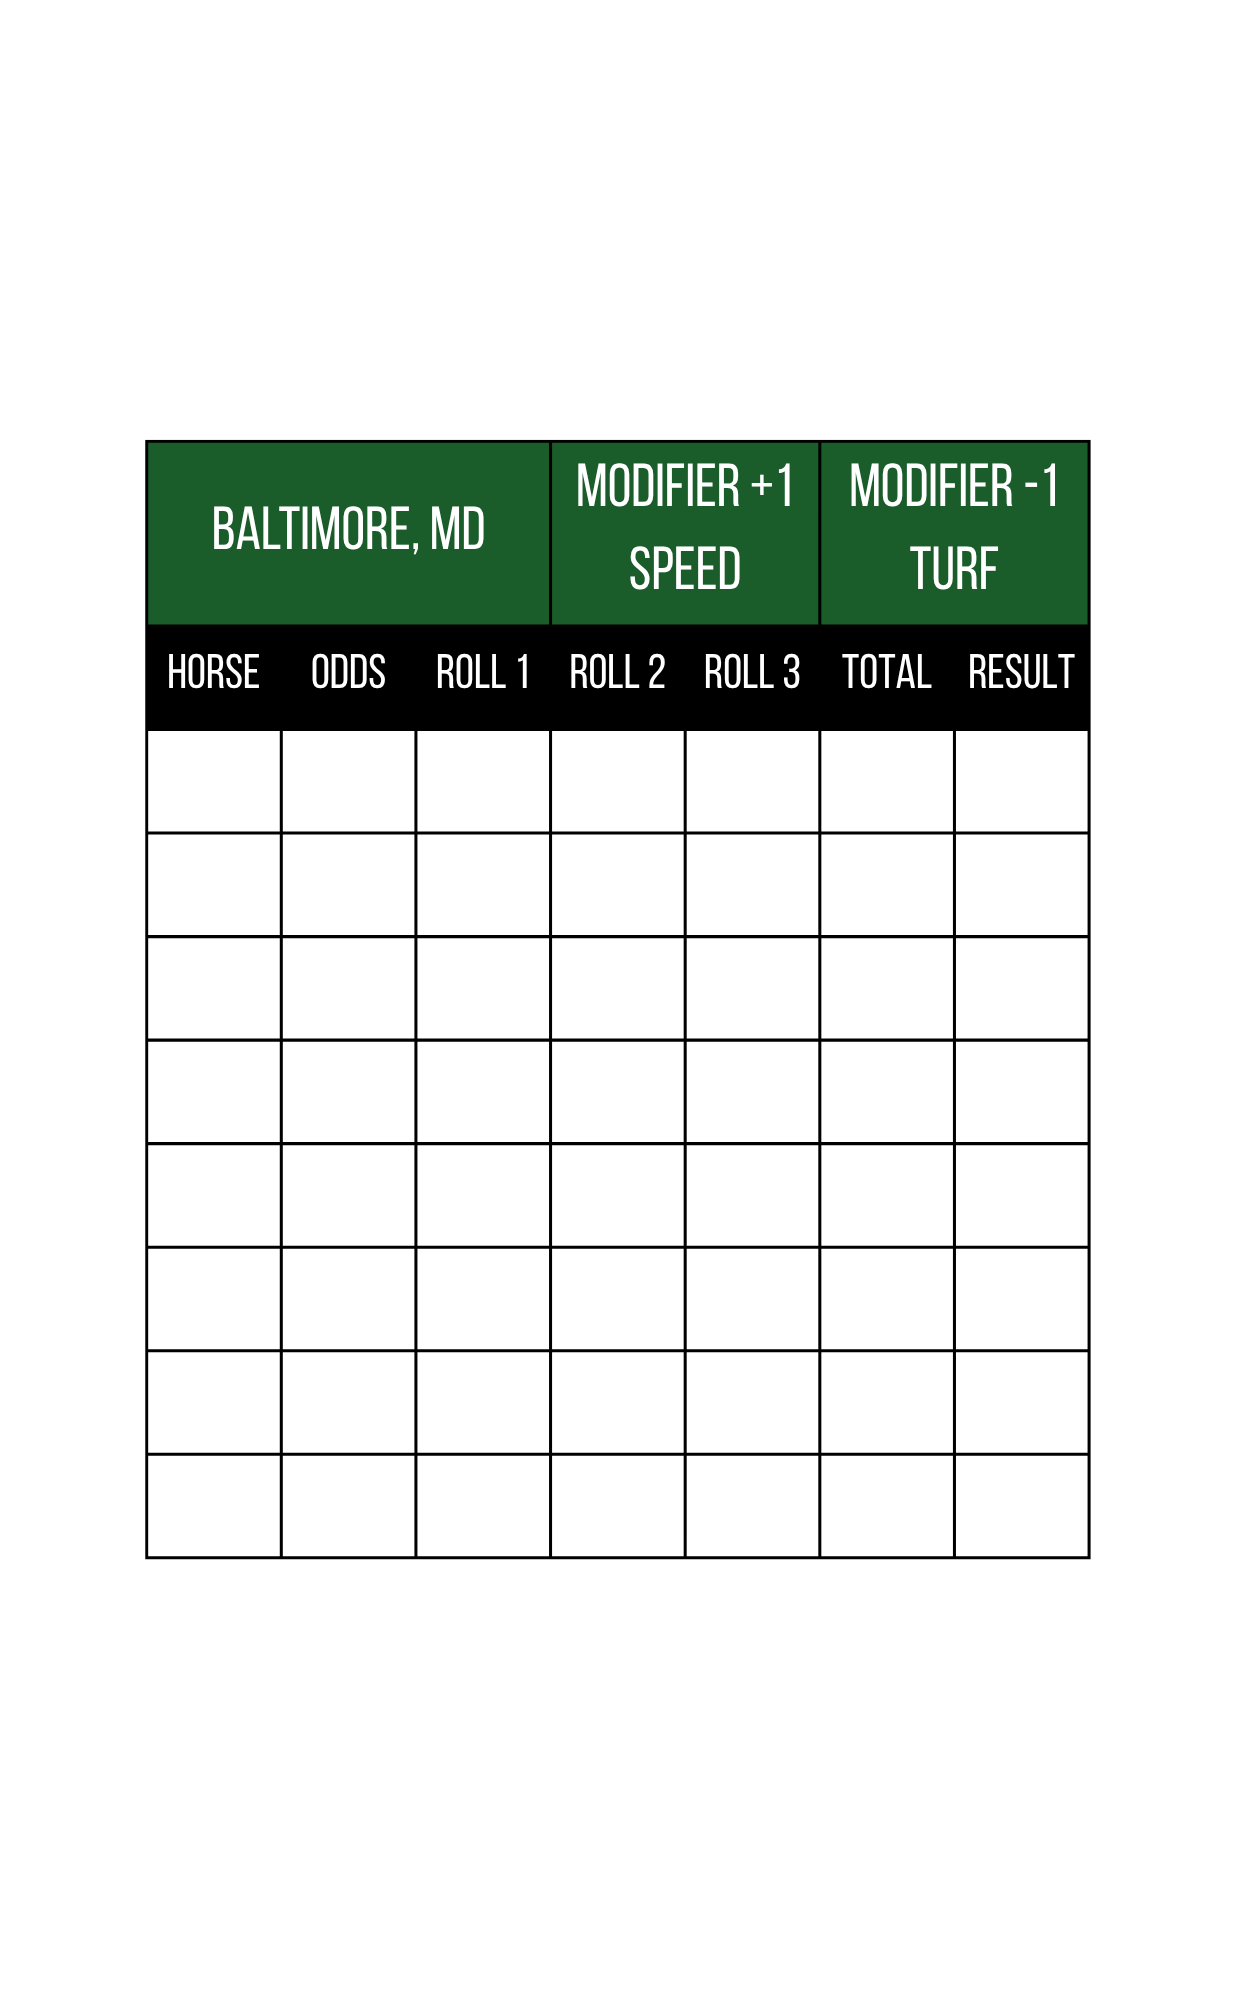 BALTIMORE, MD
MODIFIER +1
SPEED
MODIFIER -1
TURF
HORSE ODDS ROLL 1 ROLL 2 ROLL 3 TOTAL RESULT